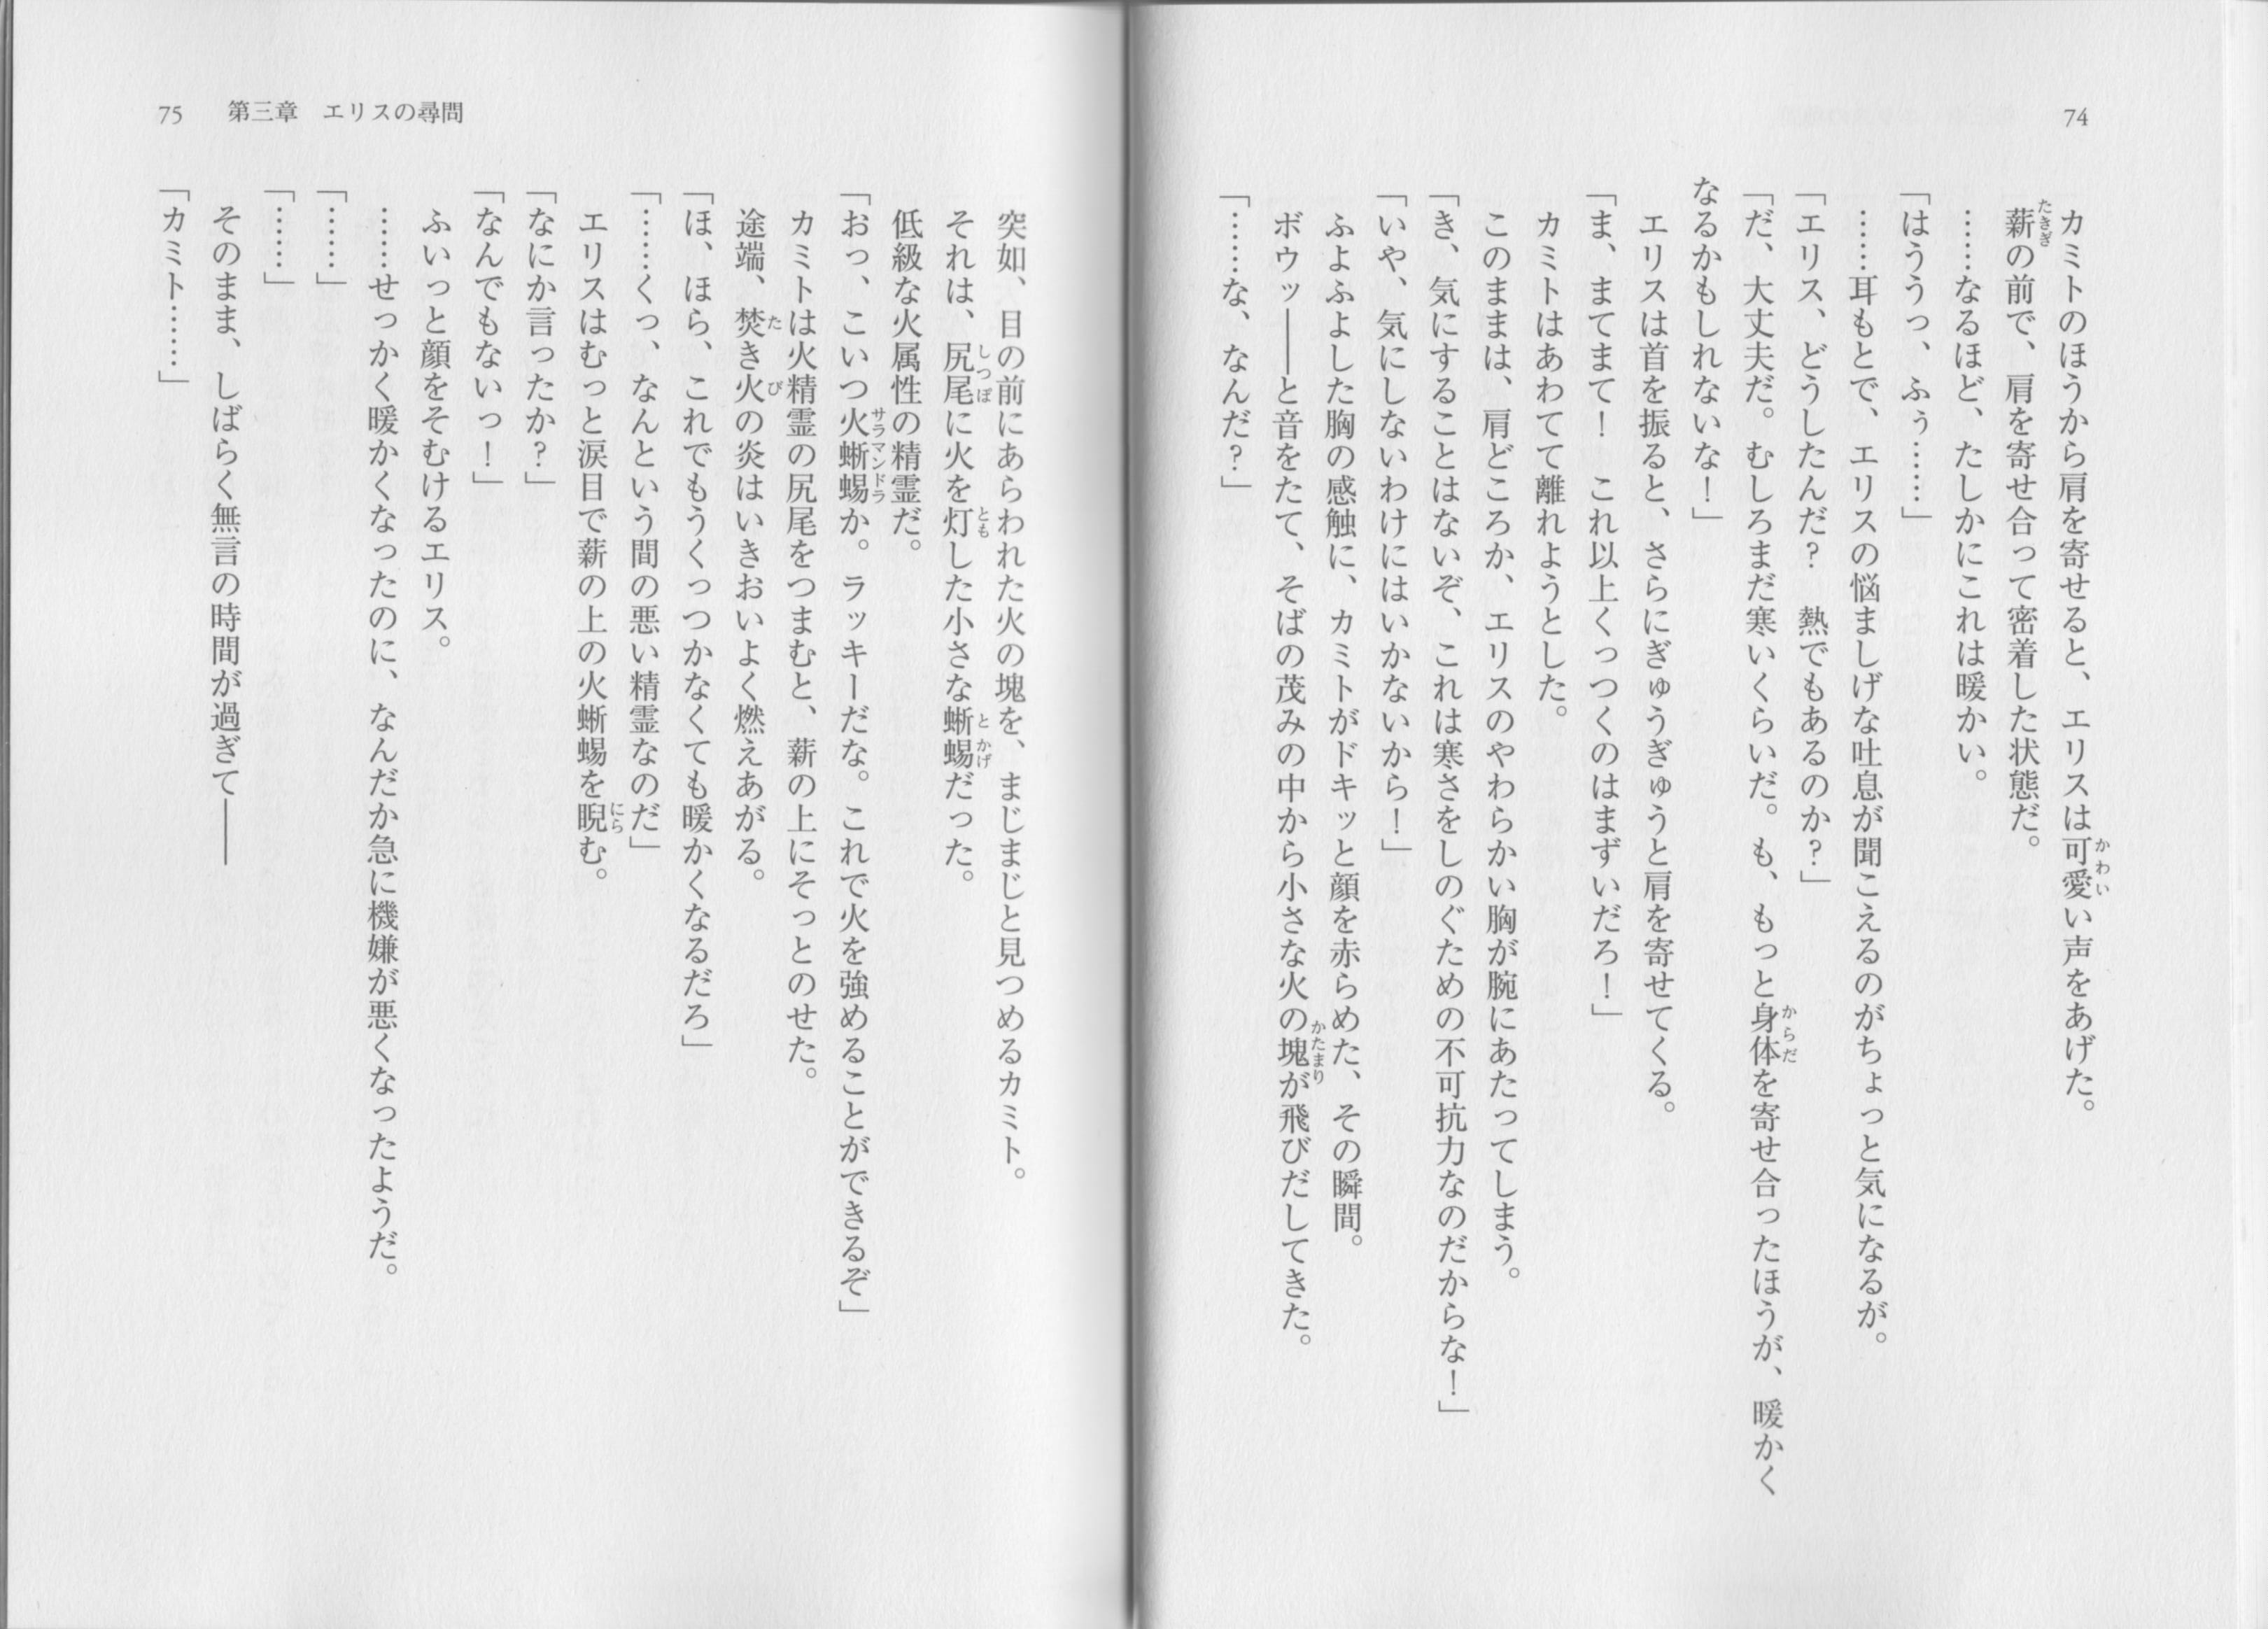 74
カミトのほうから肩を寄せると、エリスは可愛い声をあげた。
薪の前で、肩を寄せ合って密着した状態だ。
……なるほど、たしかにこれは暖かい。
「はううっ、ふぅ……」
……耳もとで、エリスの悩ましげな吐息が聞こえるのがちょっと気になるが。
「エリス、どうしたんだ？　熱でもあるのか？」
「だ、大丈夫だ。むしろまだ寒いくらいだ。も、もっと身体を寄せ合ったほうが、暖かく
なるかもしれないな！」
エリスは首を振ると、さらにぎゅうぎゅうと肩を寄せてくる。
「ま、まてまて！　これ以上くっつくのはまずいだろ！」
カミトはあわてて離れようとした。
このままは、肩どころか、エリスのやわらかい胸が腕にあたってしまう。
「き、気にすることはないぞ、これは寒さをしのぐための不可抗力なのだからな！」
「いや、気にしないわけにはいかないから！」
ふよふよした胸の感触に、カミトがドキッと顔を赤らめた、その瞬間。
ボウッ――と音をたて、そばの茂みの中から小さな火の塊が飛びだしてきた。
「……な、なんだ？」
75　第三章　エリスの尋問
突如、目の前にあらわれた火の塊を、まじまじと見つめるカミト。
それは、尻尾に火を灯した小さな蜥蜴だった。
低級な火属性の精霊だ。
「おっ、こいつ火蜥蜴か。ラッキーだな。これで火を強めることができるぞ」
カミトは火精霊の尻尾をつまむと、薪の上にそっとのせた。
途端、焚き火の炎はいきおいよく燃えあがる。
「ほ、ほら、これでもうくっつかなくても暖かくなるだろ」
「……くっ、なんという間の悪い精霊なのだ」
エリスはむっと涙目で薪の上の火蜥蜴を睨む。
「なにか言ったか？」
「なんでもないっ！」
ふいっと顔をそむけるエリス。
……せっかく暖かくなったのに、なんだか急に機嫌が悪くなったようだ。
「……」
「……」
そのまま、しばらく無言の時間が過ぎて――
「カミト……」